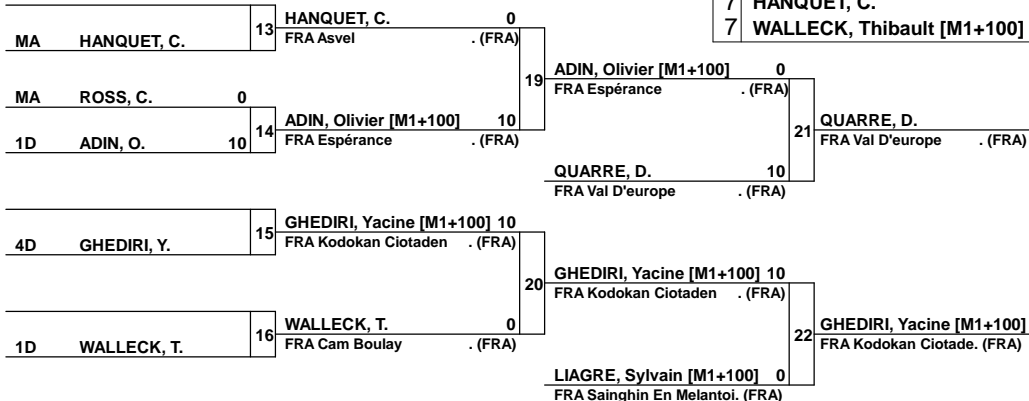 7 HANQUET, C.
7 WALLECK, Thibault [M1+100]
MA HANQUET, C.
13
HANQUET, C. 0
FRA Asvel . (FRA)
MA ROSS, C. 0
1D ADIN, O. 10
14
ADIN, Olivier [M1+100] 10
FRA Espérance . (FRA)
19
ADIN, Olivier [M1+100] 0
FRA Espérance . (FRA)
QUARRE, D. 10
FRA Val D'europe . (FRA)
21
QUARRE, D.
FRA Val D'europe . (FRA)
4D GHEDIRI, Y.
15
GHEDIRI, Yacine [M1+100] 10
FRA Kodokan Ciotaden . (FRA)
1D WALLECK, T.
16
WALLECK, T. 0
FRA Cam Boulay . (FRA)
20
GHEDIRI, Yacine [M1+100] 10
FRA Kodokan Ciotaden . (FRA)
LIAGRE, Sylvain [M1+100] 0
FRA Sainghin En Melantoi. (FRA)
22
GHEDIRI, Yacine [M1+100]
FRA Kodokan Ciotade. (FRA)